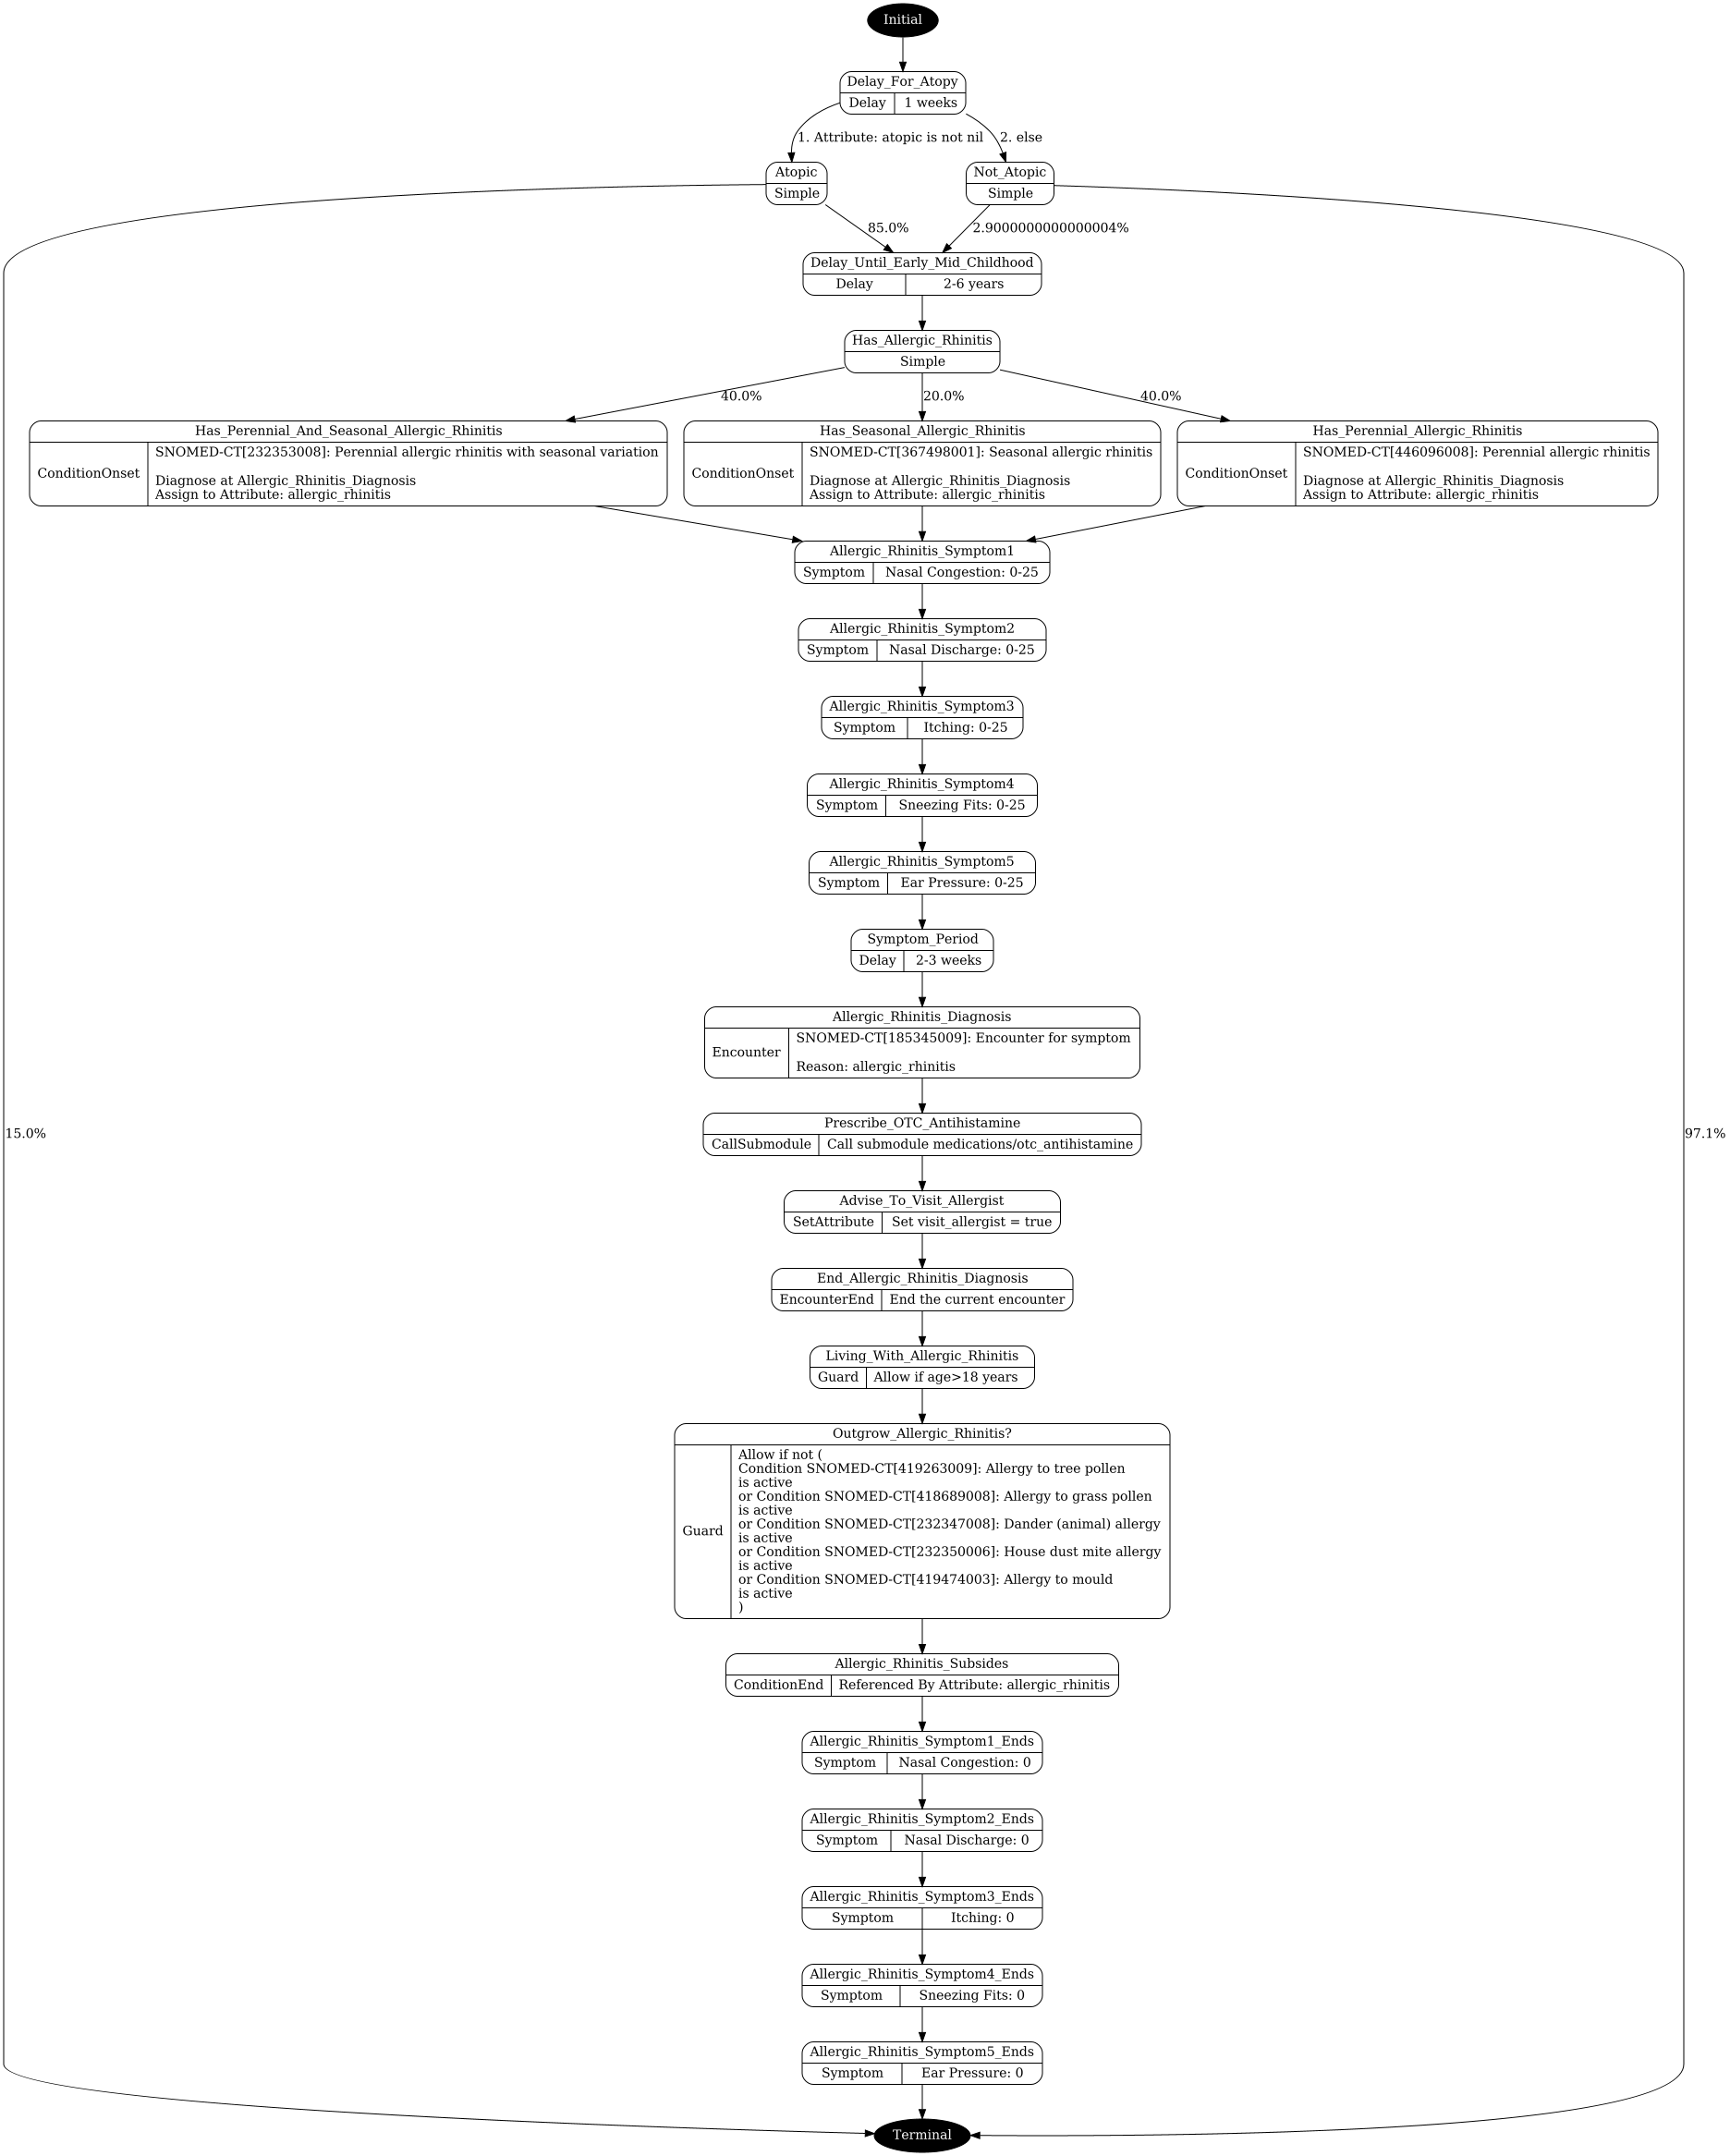 Initial
Delay_For_Atopy
Delay
1 weeks
1. Attribute: atopic is not nil
2. else
Atopic
Simple
Not_Atopic
Simple
85.0%
2.9000000000000004%
Delay_Until_Early_Mid_Childhood
Delay
2-6 years
Has_Allergic_Rhinitis
Simple
40.0%
20.0%
40.0%
Has_Perennial_And_Seasonal_Allergic_Rhinitis
ConditionOnset
SNOMED-CT[232353008]: Perennial allergic rhinitis with seasonal variation
Diagnose at Allergic_Rhinitis_Diagnosis
Assign to Attribute: allergic_rhinitis
Has_Seasonal_Allergic_Rhinitis
ConditionOnset
SNOMED-CT[367498001]: Seasonal allergic rhinitis
Diagnose at Allergic_Rhinitis_Diagnosis
Assign to Attribute: allergic_rhinitis
Has_Perennial_Allergic_Rhinitis
ConditionOnset
SNOMED-CT[446096008]: Perennial allergic rhinitis
Diagnose at Allergic_Rhinitis_Diagnosis
Assign to Attribute: allergic_rhinitis
Allergic_Rhinitis_Symptom1
Symptom
Nasal Congestion: 0-25
Allergic_Rhinitis_Symptom2
Symptom
Nasal Discharge: 0-25
Allergic_Rhinitis_Symptom3
Symptom
Itching: 0-25
Allergic_Rhinitis_Symptom4
Symptom
Sneezing Fits: 0-25
Allergic_Rhinitis_Symptom5
Symptom
Ear Pressure: 0-25
Symptom_Period
Delay
2-3 weeks
Allergic_Rhinitis_Diagnosis
Encounter
SNOMED-CT[185345009]: Encounter for symptom
Reason: allergic_rhinitis
Prescribe_OTC_Antihistamine
CallSubmodule
Call submodule medications/otc_antihistamine
15.0%
97.1%
Advise_To_Visit_Allergist
SetAttribute
Set visit_allergist = true
End_Allergic_Rhinitis_Diagnosis
EncounterEnd
End the current encounter
Living_With_Allergic_Rhinitis
Guard
Allow if age>18 years
Outgrow_Allergic_Rhinitis?
Guard
Allow if not (
Condition SNOMED-CT[419263009]: Allergy to tree pollen
is active
or Condition SNOMED-CT[418689008]: Allergy to grass pollen
is active
or Condition SNOMED-CT[232347008]: Dander (animal) allergy
is active
or Condition SNOMED-CT[232350006]: House dust mite allergy
is active
or Condition SNOMED-CT[419474003]: Allergy to mould
is active
)
Allergic_Rhinitis_Subsides
ConditionEnd
Referenced By Attribute: allergic_rhinitis
Allergic_Rhinitis_Symptom1_Ends
Symptom
Nasal Congestion: 0
Allergic_Rhinitis_Symptom2_Ends
Symptom
Nasal Discharge: 0
Allergic_Rhinitis_Symptom3_Ends
Symptom
Itching: 0
Allergic_Rhinitis_Symptom4_Ends
Symptom
Sneezing Fits: 0
Allergic_Rhinitis_Symptom5_Ends
Symptom
Ear Pressure: 0
Terminal